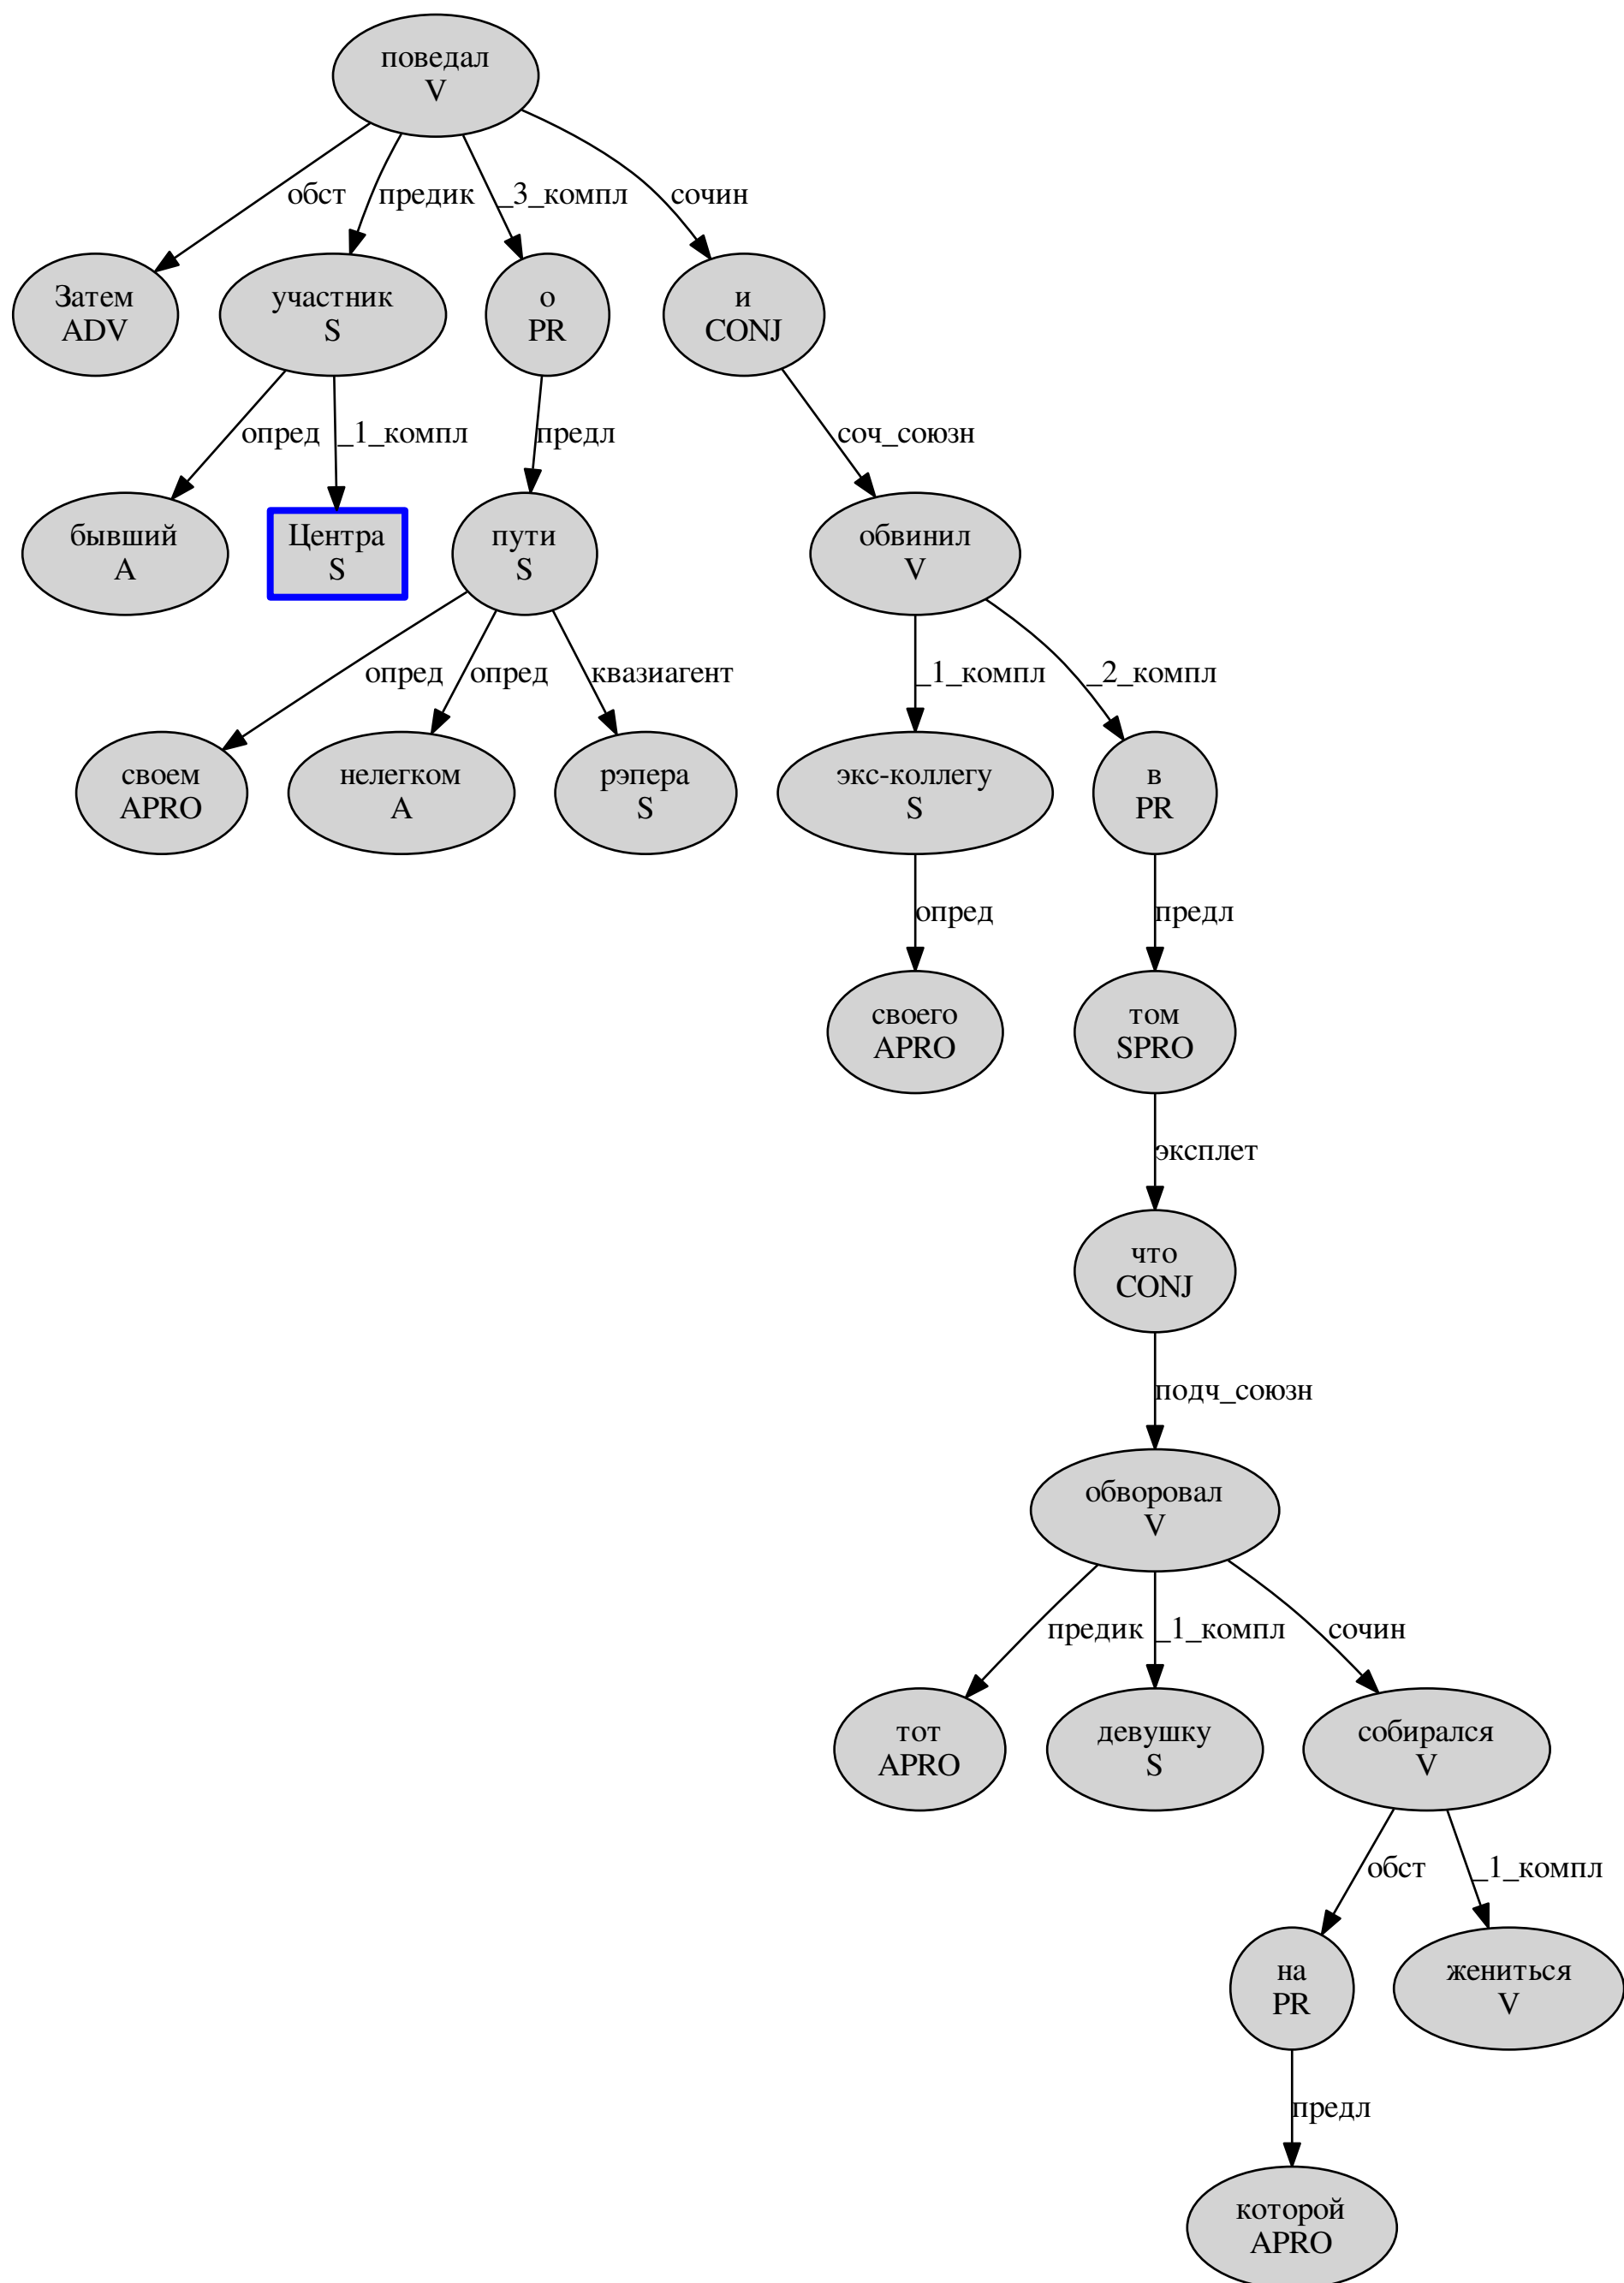 поведал
V
обст
предик
_3_компл
сочин
Затем
ADV
участник
S
о
PR
и
CONJ
опред
_1_компл
предл
соч_союзн
бывший
A
Центра
S
пути
S
обвинил
V
опред
опред
квазиагент
_1_компл
_2_компл
своем
APRO
нелегком
A
рэпера
S
экс-коллегу
S
в
PR
опред
предл
своего
APRO
том
SPRO
эксплет
что
CONJ
подч_союзн
обворовал
V
предик
_1_компл
сочин
тот
APRO
девушку
S
собирался
V
обст
_1_компл
на
PR
жениться
V
предл
которой
APRO